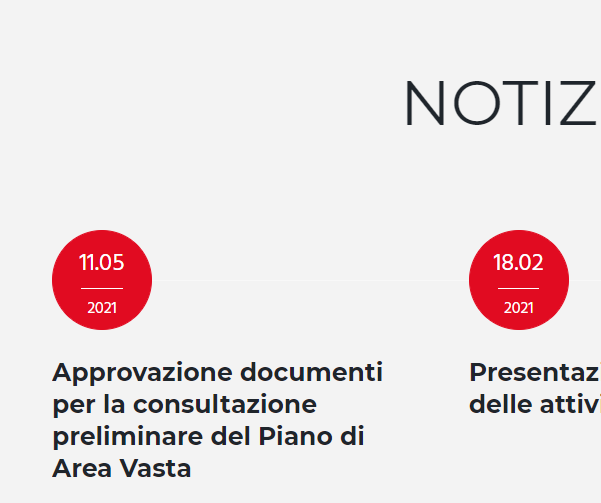 NOTIZ
11.05
2021
Approvazione documenti
per la consultazione
preliminare del Piano di
Area Vasta
18.02
2021
Presentazi
delle attivi